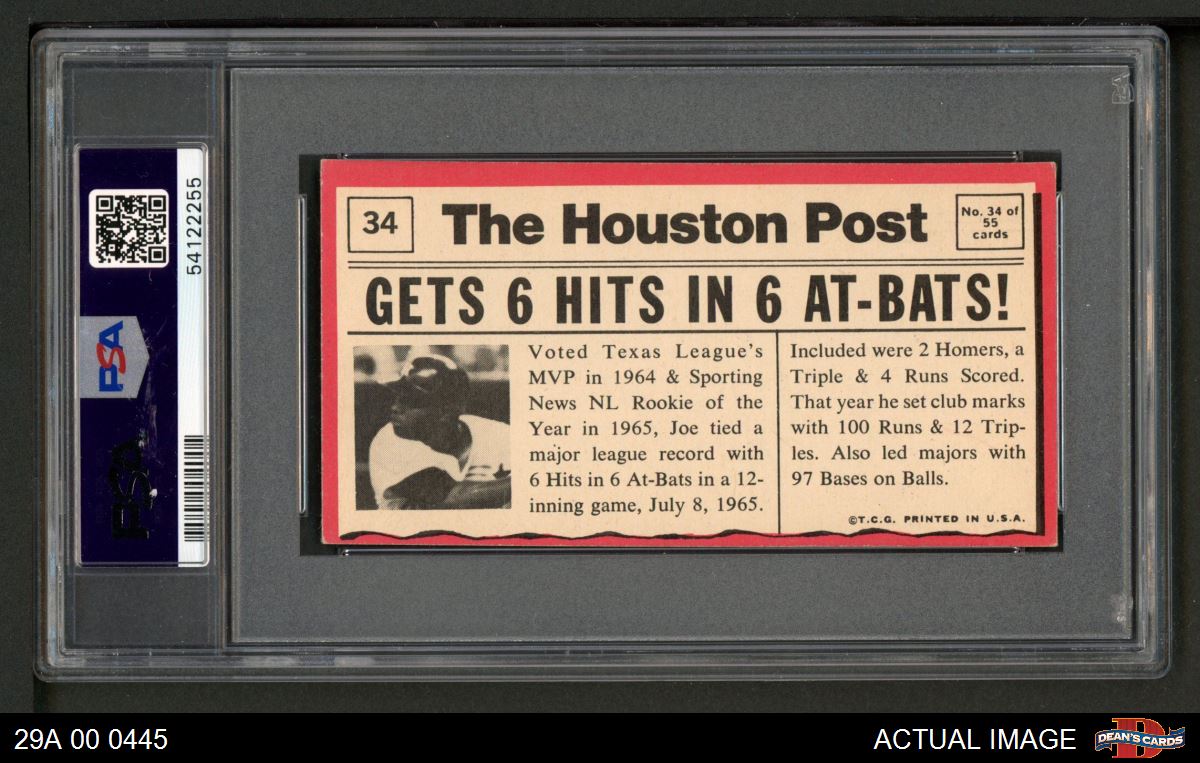 54122255
PSA
PSA
34
The Houston Post
No. 34 of
55
cards
GETS 6 HITS IN 6 AT-BATS!
Voted Texas League's
MVP in 1964 & Sporting
News NL Rookie of the
Year in 1965, Joe tied a
major league record with
6 Hits in 6 At-Bats in a 12-
inning game, July 8, 1965.
Included were 2 Homers, a
Triple & 4 Runs Scored.
That year he set club marks
with 100 Runs & 12 Trip-
les. Also led majors with
97 Bases on Balls.
©T.C.G. PRINTED IN U.S.A.
29A 00 0445
ACTUAL IMAGE
DEAN'S CARDS